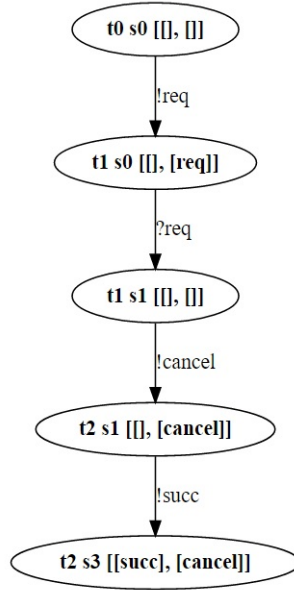 t0 s0 [[], []]
!req
t1 s0 [[], [req]]
?req
t1 s1 [[], []]
!cancel
t2 s1 [[], [cancel]]
!succ
t2 s3 [[succ], [cancel]]